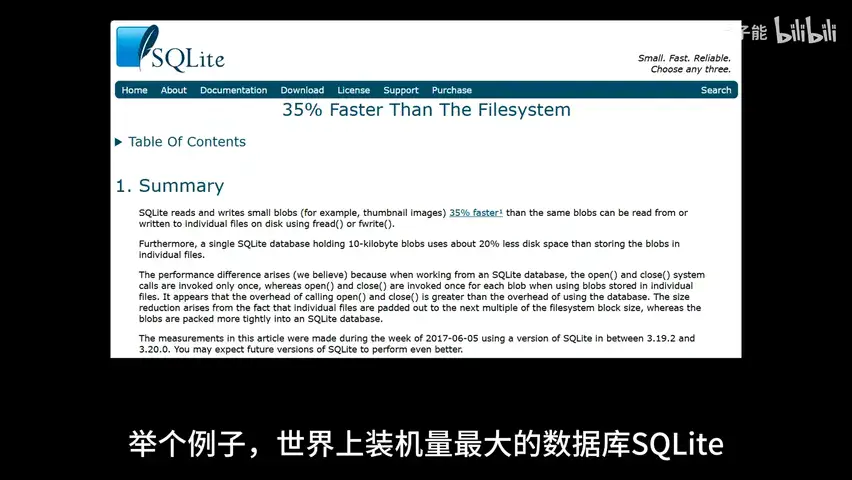 子能 bilibili
SQLite
Small. Fast. Reliable.
Choose any three.
Home About Documentation Download License Support Purchase Search
35% Faster Than The Filesystem
▶ Table Of Contents
1. Summary
SQLite reads and writes small blobs (for example, thumbnail images) 35% faster¹ than the same blobs can be read from or
written to individual files on disk using fread() or fwrite().
Furthermore, a single SQLite database holding 10-kilobyte blobs uses about 20% less disk space than storing the blobs in
individual files.
The performance difference arises (we believe) because when working from an SQLite database, the open() and close() system
calls are invoked only once, whereas open() and close() are invoked once for each blob when using blobs stored in individual
files. It appears that the overhead of calling open() and close() is greater than the overhead of using the database. The size
reduction arises from the fact that individual files are padded out to the next multiple of the filesystem block size, whereas the
blobs are packed more tightly into an SQLite database.
The measurements in this article were made during the week of 2017-06-05 using a version of SQLite in between 3.19.2 and
3.20.0. You may expect future versions of SQLite to perform even better.
举个例子，世界上装机量最大的数据库SQLite